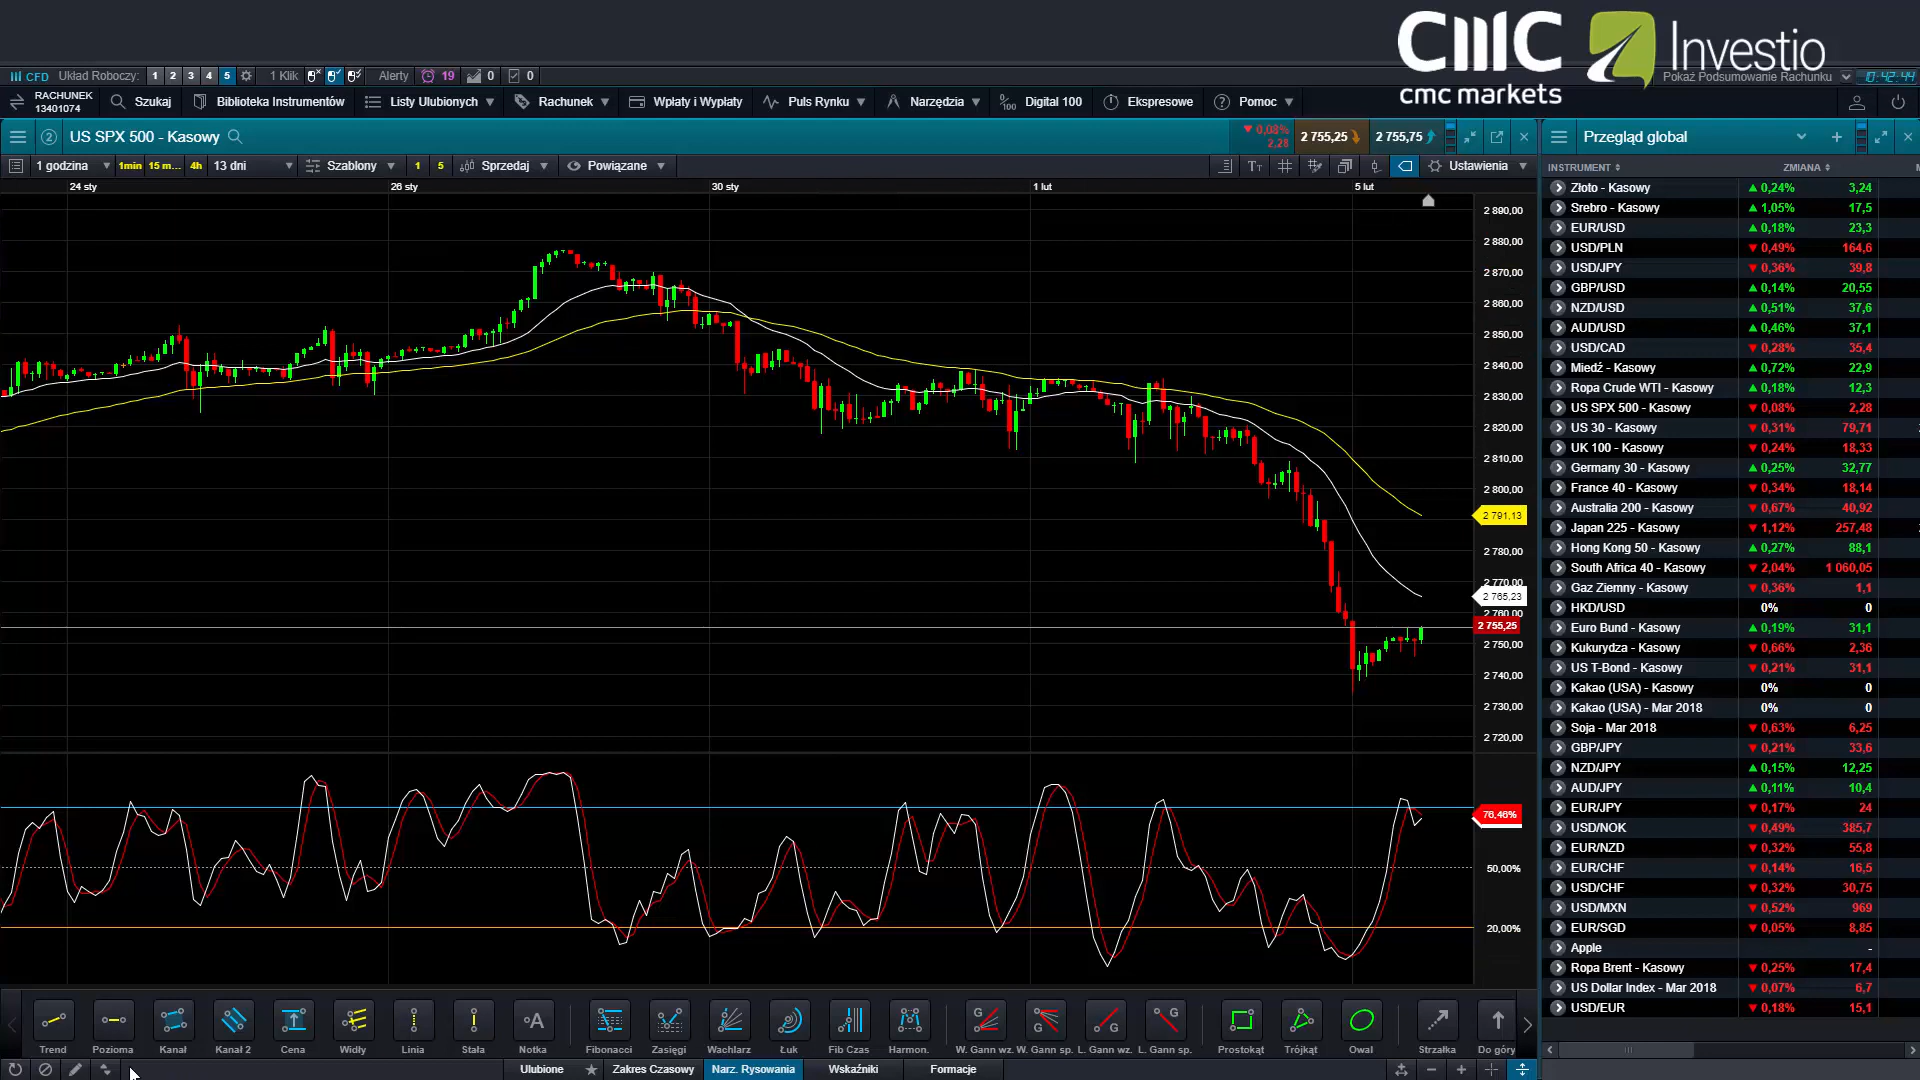 CMC markets Investio
CFD Układ Roboczy: 1 2 3 4 5 1 Klik Alerty 19 0 0 Pokaż Podsumowanie Rachunku 0:42:44
RACHUNEK 13401074 Szukaj Biblioteka Instrumentów Listy Ulubionych Rachunek Wpłaty i Wypłaty Puls Rynku Narzędzia Digital 100 Ekspresowe Pomoc
2 US SPX 500 - Kasowy 0,08% 2,28 2 755,25 2 755,75
1 godzina 1min 15 m... 4h 13 dni Szablony 1 5 Sprzedaj Powiązane Ustawienia
24 sty 26 sty 30 sty 1 lut 5 lut
2 890,00
2 880,00
2 870,00
2 860,00
2 850,00
2 840,00
2 830,00
2 820,00
2 810,00
2 800,00
2 791,13
2 780,00
2 770,00
2 765,23
2 760,00
2 755,25
2 750,00
2 740,00
2 730,00
2 720,00
76,46%
50,00%
20,00%
Trend Pozioma Kanał Kanał 2 Cena Widły Linia Stała Notka Fibonacci Zasięgi Wachlarz Łuk Fib Czas Harmon. W. Gann wz. W. Gann sp. L. Gann wz. L. Gann sp. Prostokąt Trójkąt Owal Strzałka Do góry
Ulubione Zakres Czasowy Narz. Rysowania Wskaźniki Formacje
Przegląd global
INSTRUMENT ZMIANA
Złoto - Kasowy 0,24% 3,24
Srebro - Kasowy 1,05% 17,5
EUR/USD 0,18% 23,3
USD/PLN 0,49% 164,6
USD/JPY 0,36% 39,8
GBP/USD 0,14% 20,55
NZD/USD 0,51% 37,6
AUD/USD 0,46% 37,1
USD/CAD 0,28% 35,4
Miedź - Kasowy 0,72% 22,9
Ropa Crude WTI - Kasowy 0,18% 12,3
US SPX 500 - Kasowy 0,08% 2,28
US 30 - Kasowy 0,31% 79,71
UK 100 - Kasowy 0,24% 18,33
Germany 30 - Kasowy 0,25% 32,77
France 40 - Kasowy 0,34% 18,14
Australia 200 - Kasowy 0,67% 40,92
Japan 225 - Kasowy 1,12% 257,48
Hong Kong 50 - Kasowy 0,27% 88,1
South Africa 40 - Kasowy 2,04% 1 060,05
Gaz Ziemny - Kasowy 0,36% 1,1
HKD/USD 0% 0
Euro Bund - Kasowy 0,19% 31,1
Kukurydza - Kasowy 0,66% 2,36
US T-Bond - Kasowy 0,21% 31,1
Kakao (USA) - Kasowy 0% 0
Kakao (USA) - Mar 2018 0% 0
Soja - Mar 2018 0,63% 6,25
GBP/JPY 0,21% 33,6
NZD/JPY 0,15% 12,25
AUD/JPY 0,11% 10,4
EUR/JPY 0,17% 24
USD/NOK 0,49% 385,7
EUR/NZD 0,32% 55,8
EUR/CHF 0,14% 16,5
USD/CHF 0,32% 30,75
USD/MXN 0,52% 969
EUR/SGD 0,05% 8,85
Apple -
Ropa Brent - Kasowy 0,25% 17,4
US Dollar Index - Mar 2018 0,07% 6,7
USD/EUR 0,18% 15,1